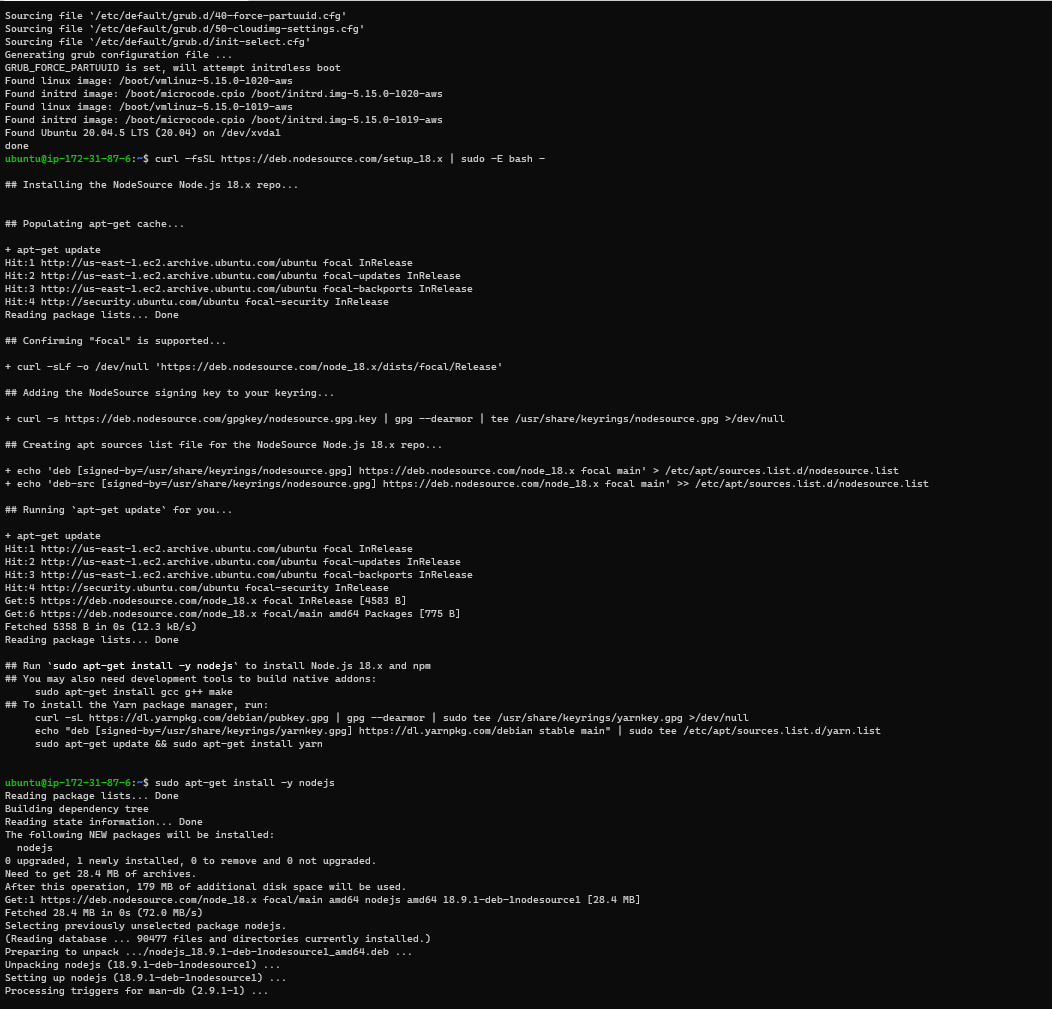 Sourcing file `/etc/default/grub.d/40-force-partuuid.cfg'
Sourcing file `/etc/default/grub.d/50-cloudimg-settings.cfg'
Sourcing file `/etc/default/grub.d/init-select.cfg'
Generating grub configuration file ...
GRUB_FORCE_PARTUUID is set, will attempt initrdless boot
Found linux image: /boot/vmlinuz-5.15.0-1020-aws
Found initrd image: /boot/microcode.cpio /boot/initrd.img-5.15.0-1020-aws
Found linux image: /boot/vmlinuz-5.15.0-1019-aws
Found initrd image: /boot/microcode.cpio /boot/initrd.img-5.15.0-1019-aws
Found Ubuntu 20.04.5 LTS (20.04) on /dev/xvda1
done
ubuntu@ip-172-31-87-6:~$ curl -fsSL https://deb.nodesource.com/setup_18.x | sudo -E bash -
## Installing the NodeSource Node.js 18.x repo...
## Populating apt-get cache...
+ apt-get update
Hit:1 http://us-east-1.ec2.archive.ubuntu.com/ubuntu focal InRelease
Hit:2 http://us-east-1.ec2.archive.ubuntu.com/ubuntu focal-updates InRelease
Hit:3 http://us-east-1.ec2.archive.ubuntu.com/ubuntu focal-backports InRelease
Hit:4 http://security.ubuntu.com/ubuntu focal-security InRelease
Reading package lists... Done
## Confirming "focal" is supported...
+ curl -sLf -o /dev/null 'https://deb.nodesource.com/node_18.x/dists/focal/Release'
## Adding the NodeSource signing key to your keyring...
+ curl -s https://deb.nodesource.com/gpgkey/nodesource.gpg.key | gpg --dearmor | tee /usr/share/keyrings/nodesource.gpg >/dev/null
## Creating apt sources list file for the NodeSource Node.js 18.x repo...
+ echo 'deb [signed-by=/usr/share/keyrings/nodesource.gpg] https://deb.nodesource.com/node_18.x focal main' > /etc/apt/sources.list.d/nodesource.list
+ echo 'deb-src [signed-by=/usr/share/keyrings/nodesource.gpg] https://deb.nodesource.com/node_18.x focal main' >> /etc/apt/sources.list.d/nodesource.list
## Running `apt-get update` for you...
+ apt-get update
Hit:1 http://us-east-1.ec2.archive.ubuntu.com/ubuntu focal InRelease
Hit:2 http://us-east-1.ec2.archive.ubuntu.com/ubuntu focal-updates InRelease
Hit:3 http://us-east-1.ec2.archive.ubuntu.com/ubuntu focal-backports InRelease
Hit:4 http://security.ubuntu.com/ubuntu focal-security InRelease
Get:5 https://deb.nodesource.com/node_18.x focal InRelease [4583 B]
Get:6 https://deb.nodesource.com/node_18.x focal/main amd64 Packages [775 B]
Fetched 5358 B in 0s (12.3 kB/s)
Reading package lists... Done
## Run `sudo apt-get install -y nodejs` to install Node.js 18.x and npm
## You may also need development tools to build native addons:
sudo apt-get install gcc g++ make
## To install the Yarn package manager, run:
curl -sL https://dl.yarnpkg.com/debian/pubkey.gpg | gpg --dearmor | sudo tee /usr/share/keyrings/yarnkey.gpg >/dev/null
echo "deb [signed-by=/usr/share/keyrings/yarnkey.gpg] https://dl.yarnpkg.com/debian stable main" | sudo tee /etc/apt/sources.list.d/yarn.list
sudo apt-get update && sudo apt-get install yarn
ubuntu@ip-172-31-87-6:~$ sudo apt-get install -y nodejs
Reading package lists... Done
Building dependency tree
Reading state information... Done
The following NEW packages will be installed:
nodejs
0 upgraded, 1 newly installed, 0 to remove and 0 not upgraded.
Need to get 28.4 MB of archives.
After this operation, 179 MB of additional disk space will be used.
Get:1 https://deb.nodesource.com/node_18.x focal/main amd64 nodejs amd64 18.9.1-deb-1nodesource1 [28.4 MB]
Fetched 28.4 MB in 0s (72.0 MB/s)
Selecting previously unselected package nodejs.
(Reading database ... 90477 files and directories currently installed.)
Preparing to unpack .../nodejs_18.9.1-deb-1nodesource1_amd64.deb ...
Unpacking nodejs (18.9.1-deb-1nodesource1) ...
Setting up nodejs (18.9.1-deb-1nodesource1) ...
Processing triggers for man-db (2.9.1-1) ...